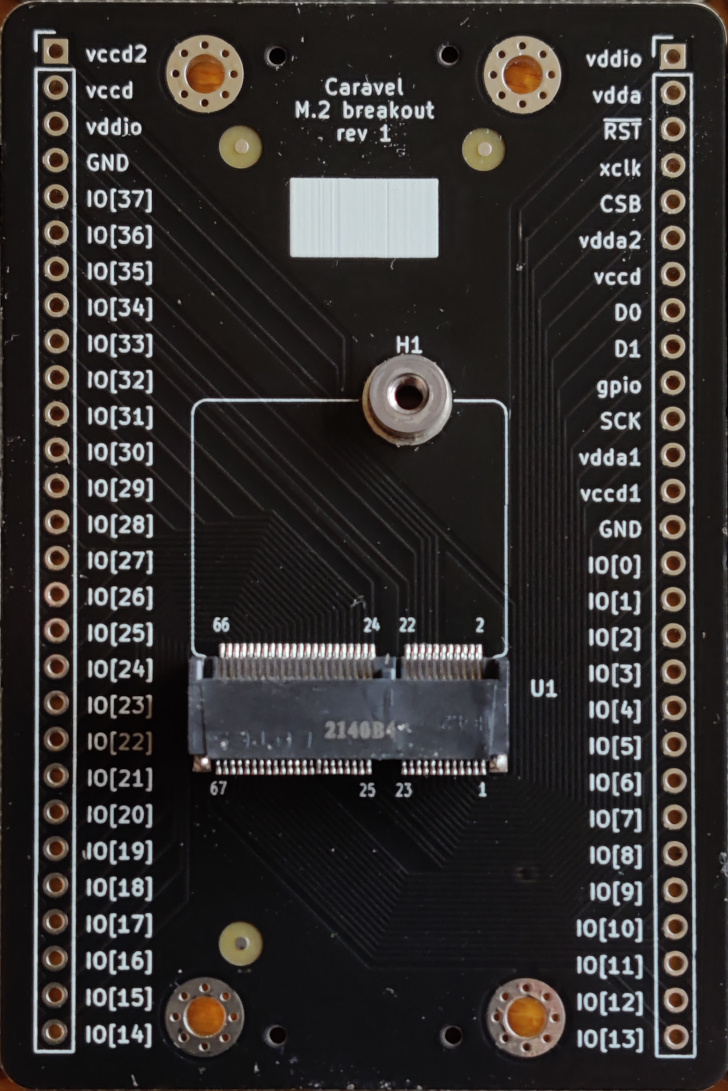 vccd2
vccd
vddio
GND
IO[37]
IO[36]
IO[35]
IO[34]
IO[33]
IO[32]
IO[31]
IO[30]
IO[29]
IO[28]
IO[27]
IO[26]
IO[25]
IO[24]
IO[23]
IO[22]
IO[21]
IO[20]
IO[19]
IO[18]
IO[17]
IO[16]
IO[15]
IO[14]
Caravel
M.2 breakout
rev 1
H1
66 24 22 2
U1
2140B4
67 25 23 1
vddio
vdda
RST
xclk
CSB
vdda2
vccd
D0
D1
gpio
SCK
vdda1
vccd1
GND
IO[0]
IO[1]
IO[2]
IO[3]
IO[4]
IO[5]
IO[6]
IO[7]
IO[8]
IO[9]
IO[10]
IO[11]
IO[12]
IO[13]